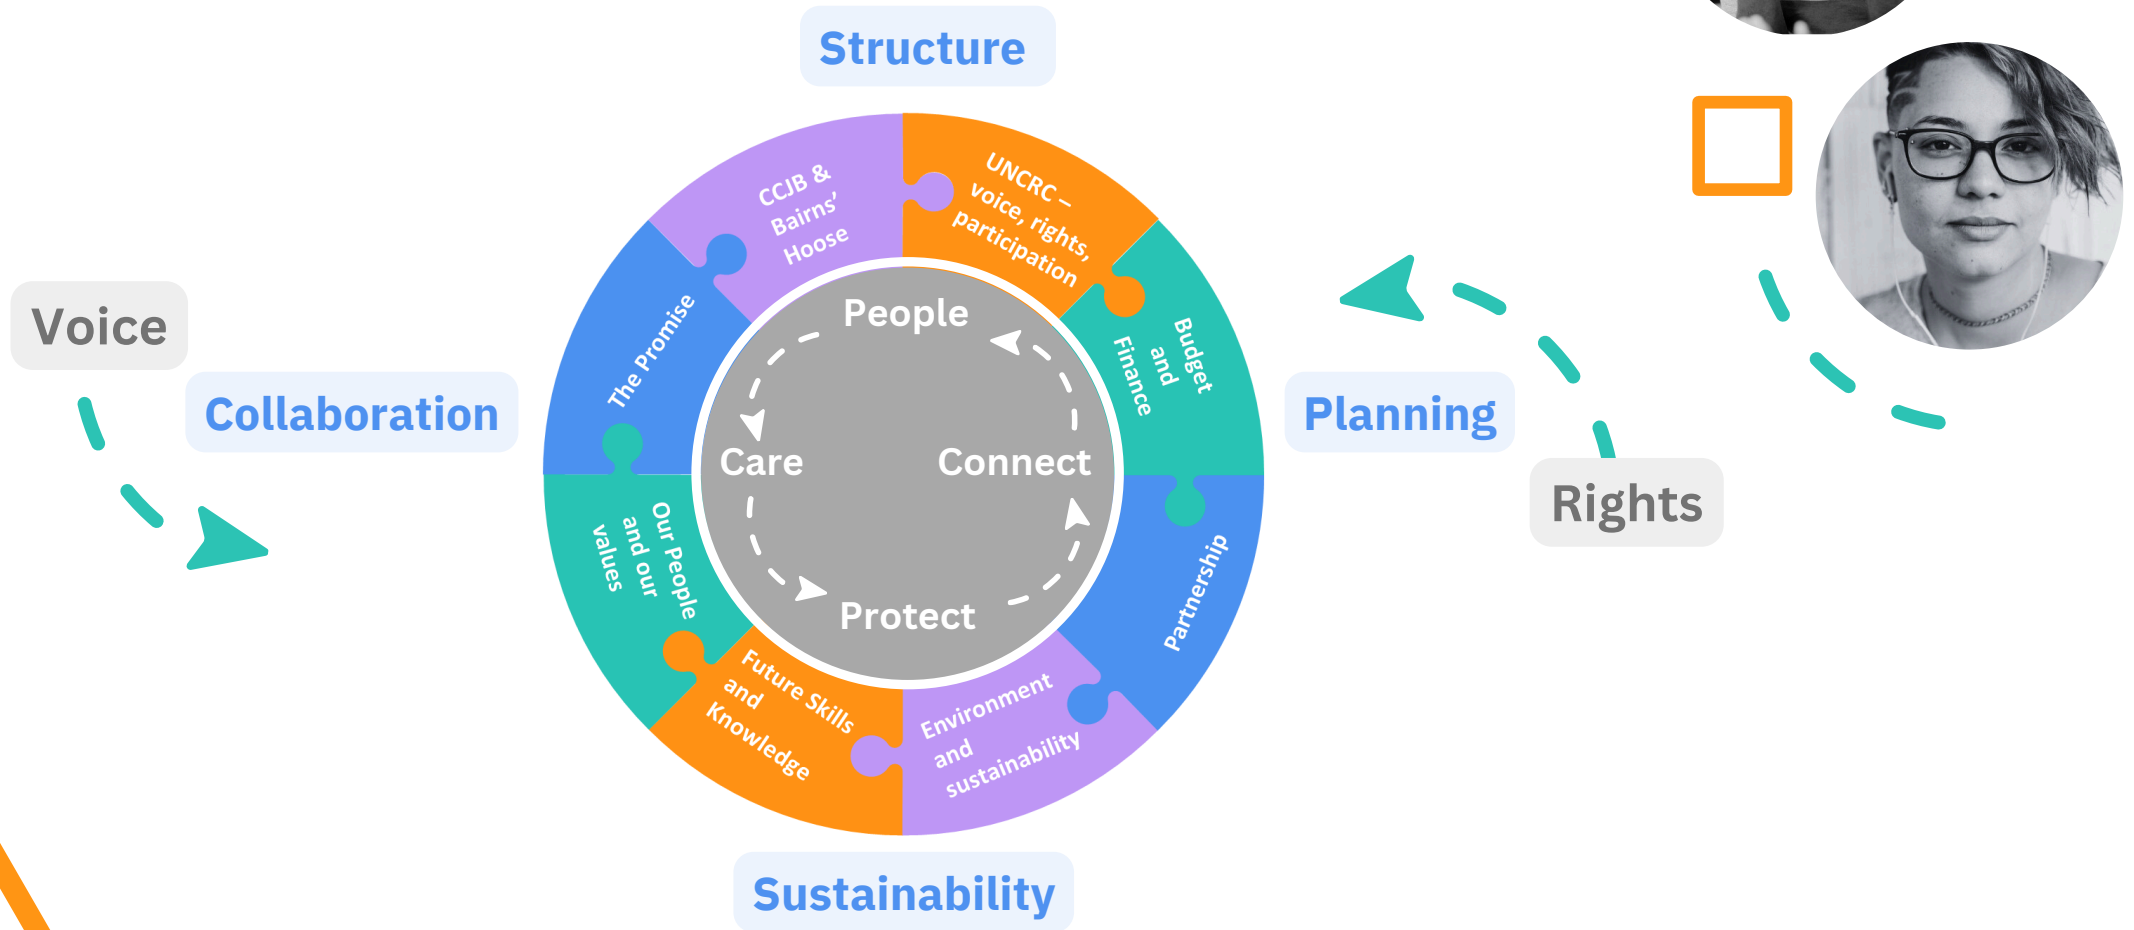 Structure
CCJB &
Bairns’
Hoose
UNCRC –
voice, rights,
participation
The Promise
Budget
and
Finance
Our People
and our
values
Partnership
Future Skills
and
Knowledge
Environment
and
sustainability
People
Care
Connect
Protect
Voice
Collaboration
Planning
Rights
Sustainability